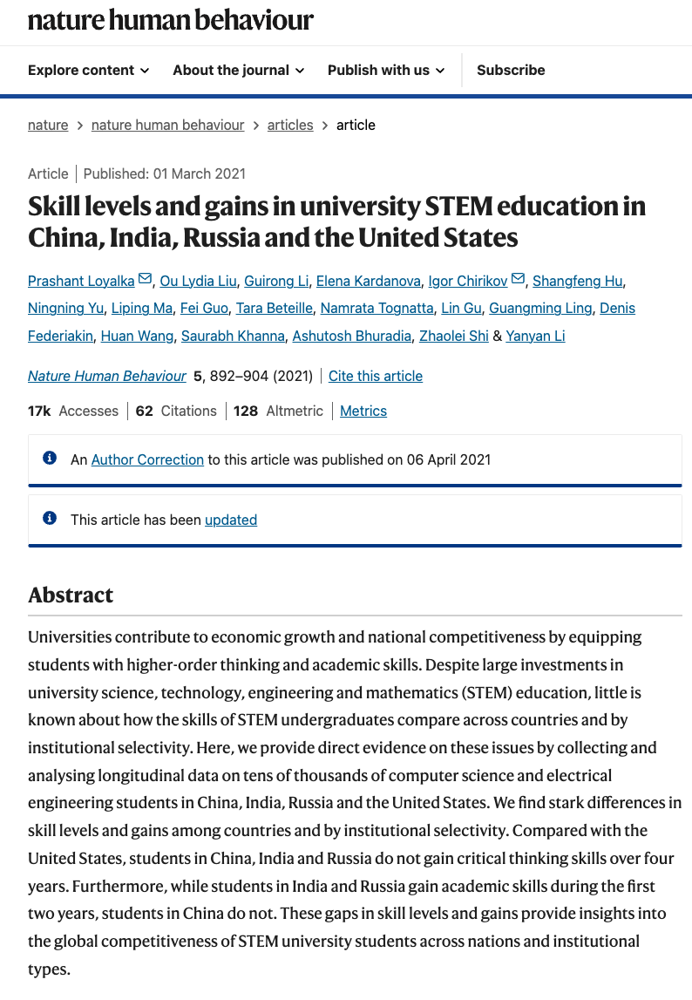 nature human behaviour
Explore content About the journal Publish with us Subscribe
nature > nature human behaviour > articles > article
Article | Published: 01 March 2021
Skill levels and gains in university STEM education in
China, India, Russia and the United States
Prashant Loyalka, Ou Lydia Liu, Guirong Li, Elena Kardanova, Igor Chirikov, Shangfeng Hu,
Ningning Yu, Liping Ma, Fei Guo, Tara Beteille, Namrata Tognatta, Lin Gu, Guangming Ling, Denis
Federiakin, Huan Wang, Saurabh Khanna, Ashutosh Bhuradia, Zhaolei Shi & Yanyan Li
Nature Human Behaviour 5, 892–904 (2021) | Cite this article
17k Accesses | 62 Citations | 128 Altmetric | Metrics
An Author Correction to this article was published on 06 April 2021
This article has been updated
Abstract
Universities contribute to economic growth and national competitiveness by equipping
students with higher-order thinking and academic skills. Despite large investments in
university science, technology, engineering and mathematics (STEM) education, little is
known about how the skills of STEM undergraduates compare across countries and by
institutional selectivity. Here, we provide direct evidence on these issues by collecting and
analysing longitudinal data on tens of thousands of computer science and electrical
engineering students in China, India, Russia and the United States. We find stark differences in
skill levels and gains among countries and by institutional selectivity. Compared with the
United States, students in China, India and Russia do not gain critical thinking skills over four
years. Furthermore, while students in India and Russia gain academic skills during the first
two years, students in China do not. These gaps in skill levels and gains provide insights into
the global competitiveness of STEM university students across nations and institutional
types.